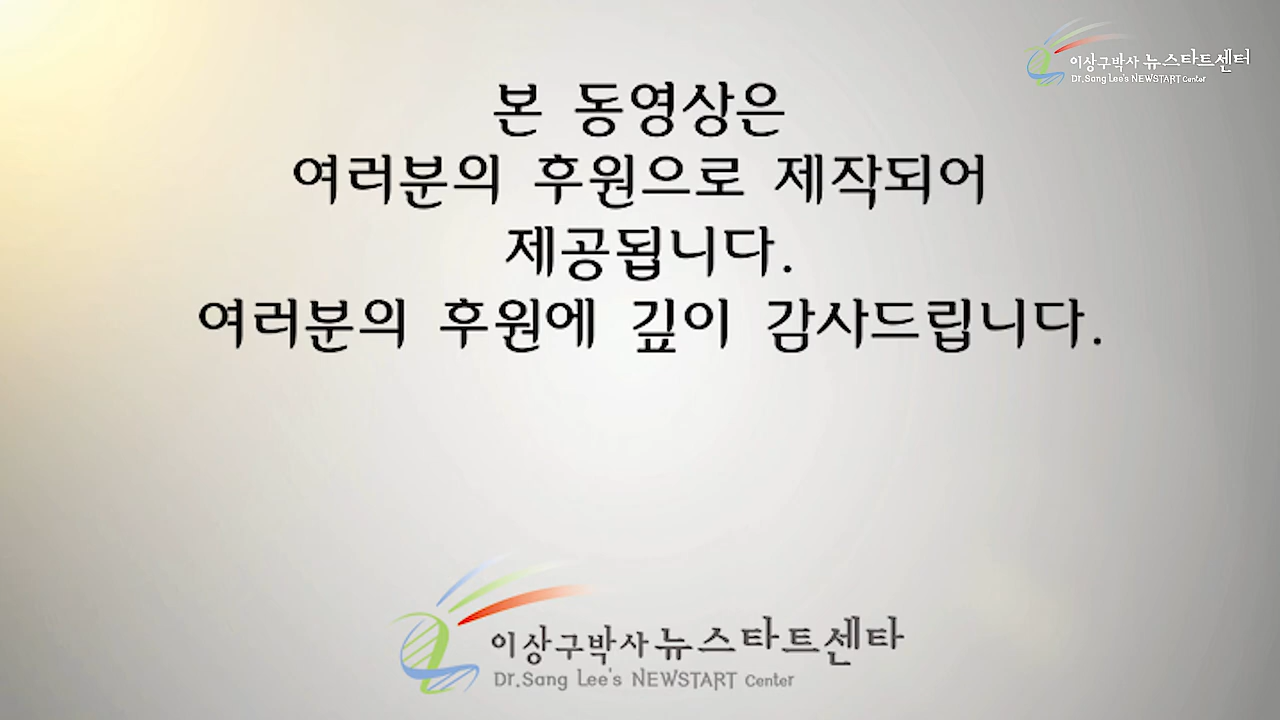 이상구박사 뉴스타트센터
Dr.Sang Lee's NEWSTART Center
본 동영상은
여러분의 후원으로 제작되어
제공됩니다.
여러분의 후원에 깊이 감사드립니다.
이상구박사 뉴스타트센타
Dr.Sang Lee's NEWSTART Center